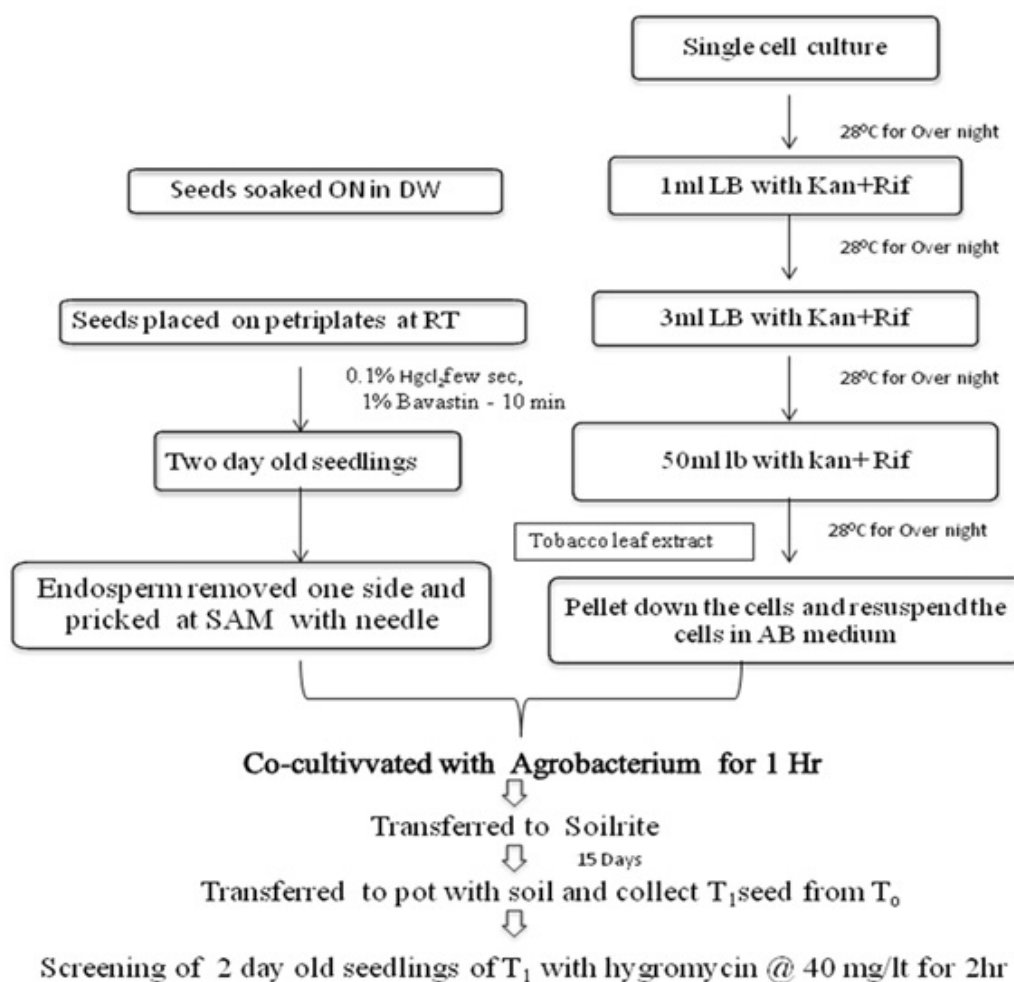 Single cell culture
28⁰C for Over night
Seeds soaked ON in DW
1ml LB with Kan+Rif
28⁰C for Over night
Seeds placed on petriplates at RT
3ml LB with Kan+Rif
0.1% Hgcl₂few sec,
1% Bavastin - 10 min
28⁰C for Over night
Two day old seedlings
50ml lb with kan+Rif
Tobacco leaf extract
28⁰C for Over night
Endosperm removed one side and
pricked at SAM with needle
Pellet down the cells and resuspend the
cells in AB medium
Co-cultivvated with Agrobacterium for 1 Hr
Transferred to Soilrite
15 Days
Transferred to pot with soil and collect T₁seed from Tₒ
Screening of 2 day old seedlings of T₁ with hygromycin @ 40 mg/lt for 2hr